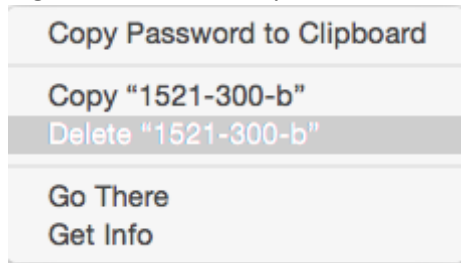 Copy Password to Clipboard
Copy “1521-300-b”
Delete “1521-300-b”
Go There
Get Info